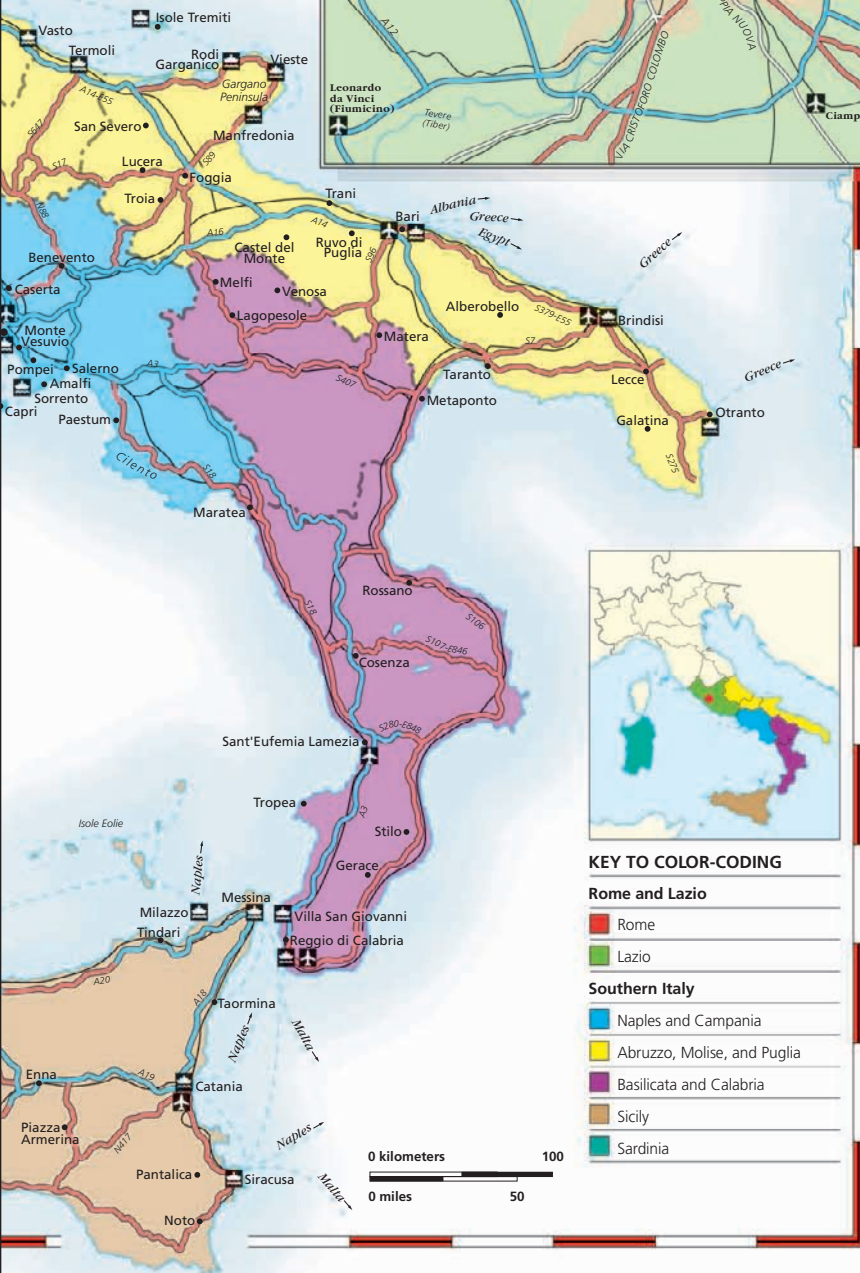 Isole Tremiti
Vasto
Termoli
Rodi
Garganico
Vieste
Gargano
Peninsula
A14-E55
San Severo
S647
Manfredonia
Lucera
S17
S89
Foggia
Troia
N88
Trani
A14
Bari
Albania
Greece
Egypt
Greece
A16
Castel del
Monte
Ruvo di
Puglia
S96
Benevento
Caserta
Melfi
Venosa
Lagopesole
Alberobello
S379-E55
Brindisi
Monte
Vesuvio
Matera
S7
Pompei
Salerno
A3
Taranto
Lecce
Greece
Amalfi
Sorrento
S407
Metaponto
Capri
Paestum
Galatina
Otranto
Cilento
S18
S275
Maratea
Rossano
S18
S106
S107-E846
Cosenza
Sant'Eufemia Lamezia
S280-E848
Tropea
A3
Stilo
Isole Eolie
Naples
Gerace
Messina
Milazzo
Villa San Giovanni
Tindari
Reggio di Calabria
A20
A18
Taormina
Naples
Malta
Enna
A19
Catania
Piazza
Armerina
N417
Naples
Pantalica
Siracusa
Malta
Noto
A12
Leonardo
da Vinci
(Fiumicino)
Tevere
(Tiber)
VIA CRISTOFORO COLOMBO
PPIA NUOVA
Ciamp
KEY TO COLOR-CODING
Rome and Lazio
Rome
Lazio
Southern Italy
Naples and Campania
Abruzzo, Molise, and Puglia
Basilicata and Calabria
Sicily
Sardinia
0 kilometers 100
0 miles 50